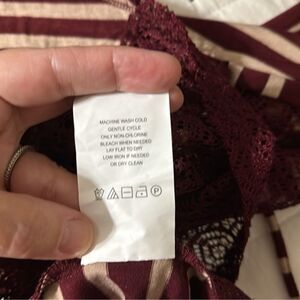 MACHINE WASH COLD
GENTLE CYCLE
ONLY NON-CHLORINE
BLEACH WHEN NEEDED
LAY FLAT TO DRY
LOW IRON IF NEEDED
OR DRY CLEAN
P